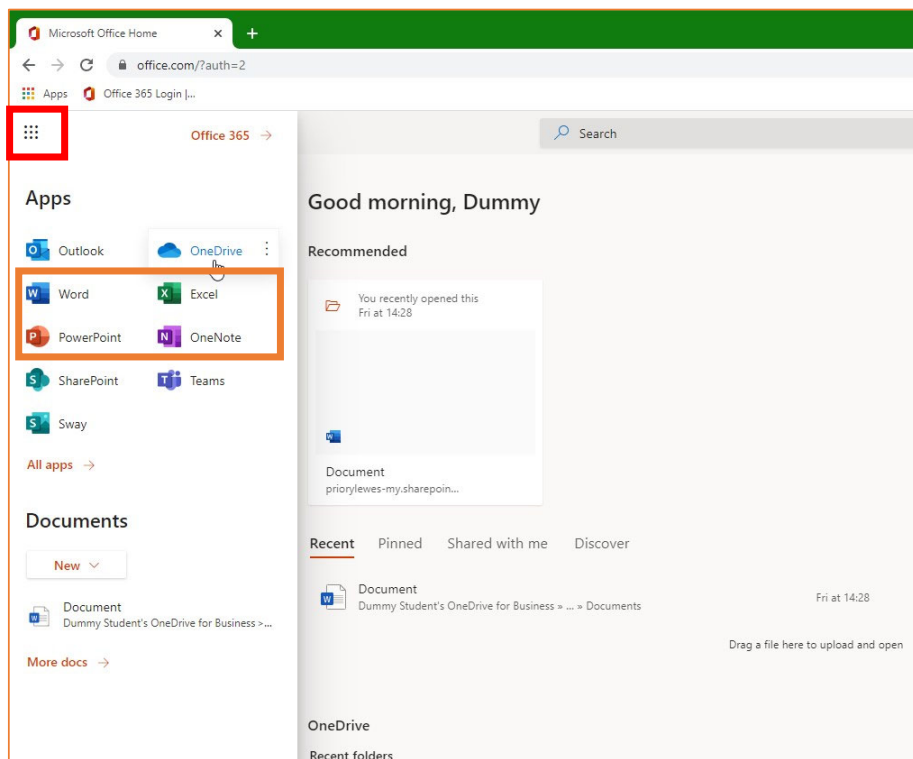 Microsoft Office Home
office.com/?auth=2
Apps
Office 365 Login |...
Office 365
Search
Apps
Outlook
OneDrive
Word
Excel
PowerPoint
OneNote
SharePoint
Teams
Sway
All apps
Documents
New
Document
Dummy Student's OneDrive for Business >...
More docs
Good morning, Dummy
Recommended
You recently opened this
Fri at 14:28
Document
priorylewes-my.sharepoin...
Recent Pinned Shared with me Discover
Document
Dummy Student's OneDrive for Business » ... » Documents
Fri at 14:28
Drag a file here to upload and open
OneDrive
Recent folders